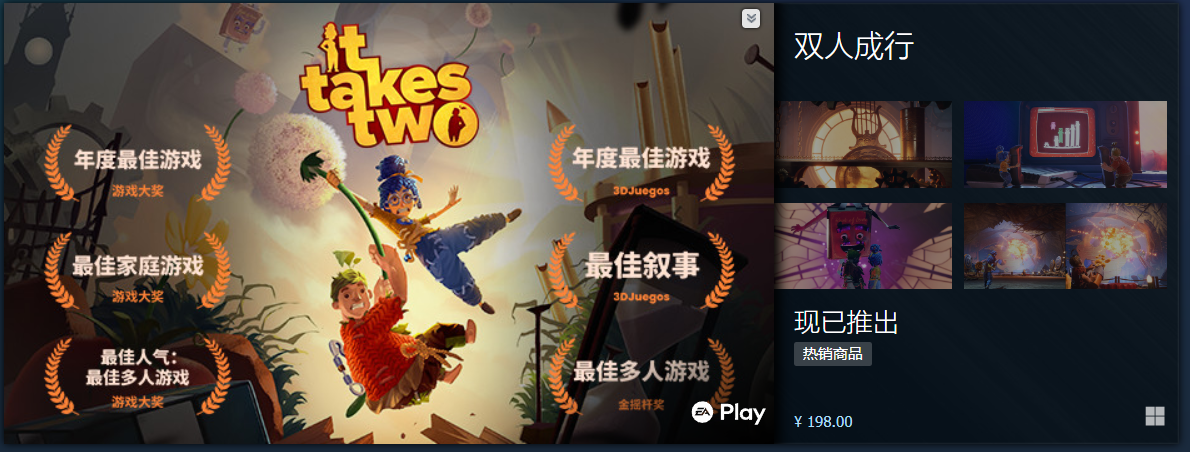 it
takes
two
年度最佳游戏
游戏大奖
最佳家庭游戏
游戏大奖
最佳人气:
最佳多人游戏
游戏大奖
年度最佳游戏
3DJuegos
最佳叙事
3DJuegos
最佳多人游戏
金摇杆奖
EA Play
双人成行
现已推出
热销商品
¥ 198.00